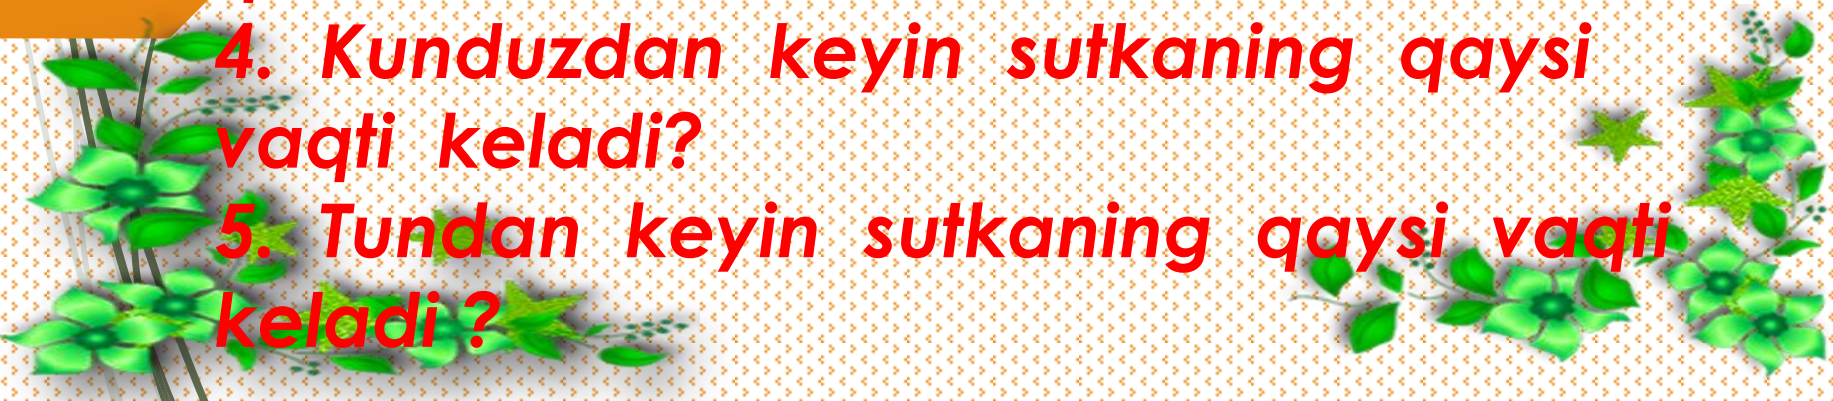 4. Kunduzdan keyin sutkaning qaysi
vaqti keladi?
5. Tundan keyin sutkaning qaysi vaqti
keladi ?